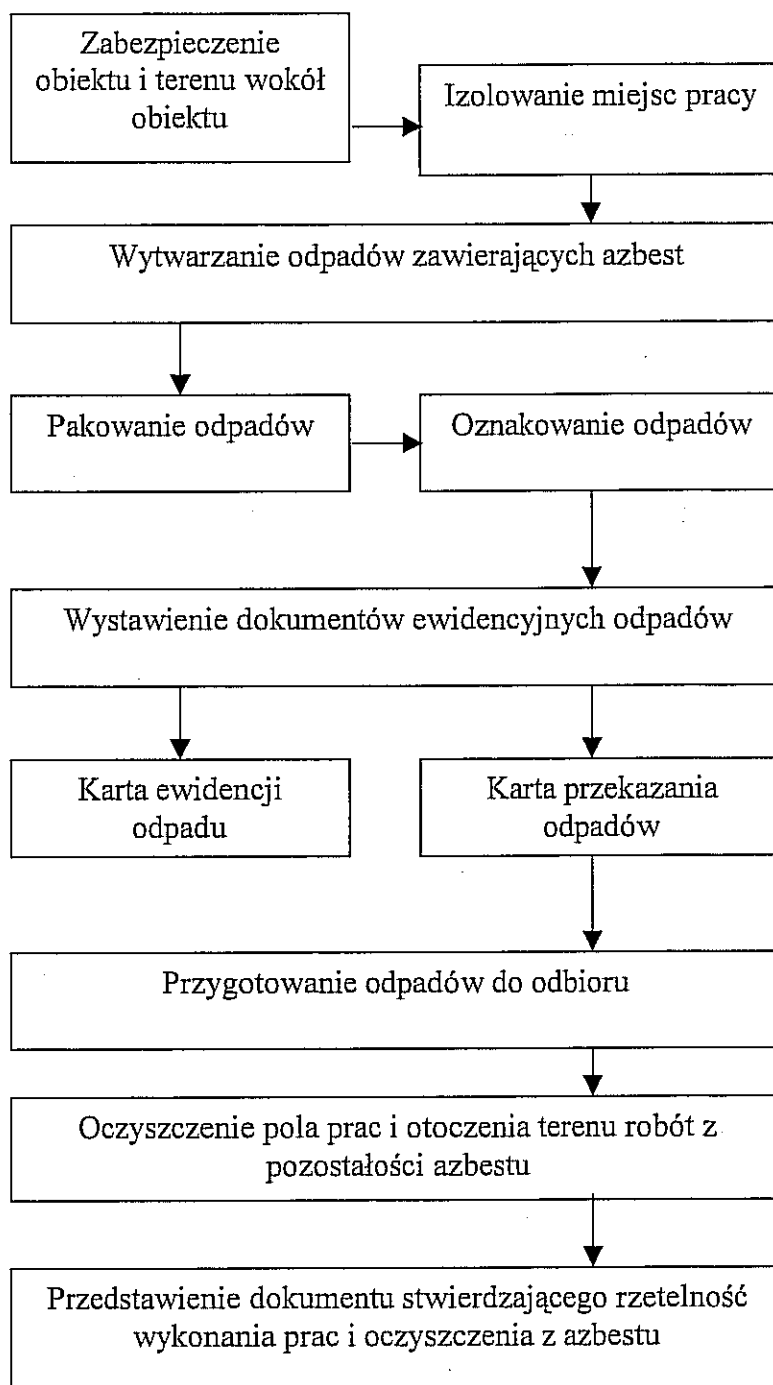 Zabezpieczenie
obiektu i terenu wokół
obiektu
Izolowanie miejsc pracy
Wytwarzanie odpadów zawierających azbest
Pakowanie odpadów
Oznakowanie odpadów
Wystawienie dokumentów ewidencyjnych odpadów
Karta ewidencji
odpadu
Karta przekazania
odpadów
Przygotowanie odpadów do odbioru
Oczyszczenie pola prac i otoczenia terenu robót z
pozostałości azbestu
Przedstawienie dokumentu stwierdzającego rzetelność
wykonania prac i oczyszczenia z azbestu